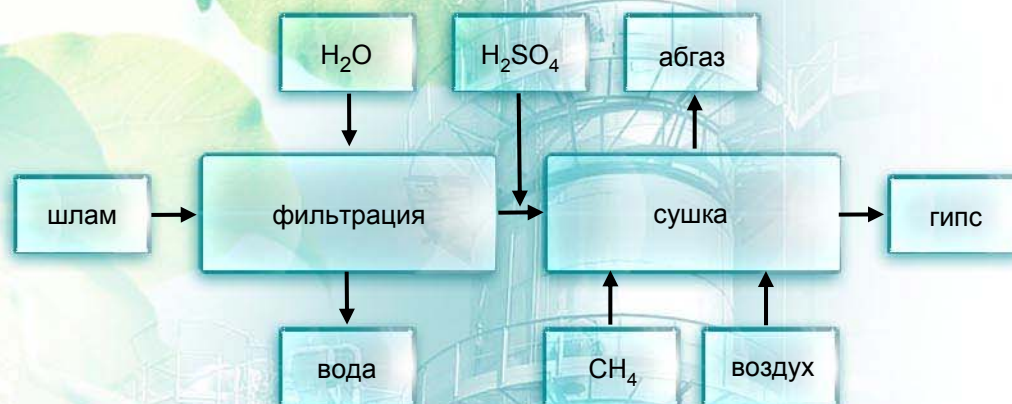 H₂O
H₂SO₄
абгаз
шлам
фильтрация
сушка
гипс
вода
CH₄
воздух